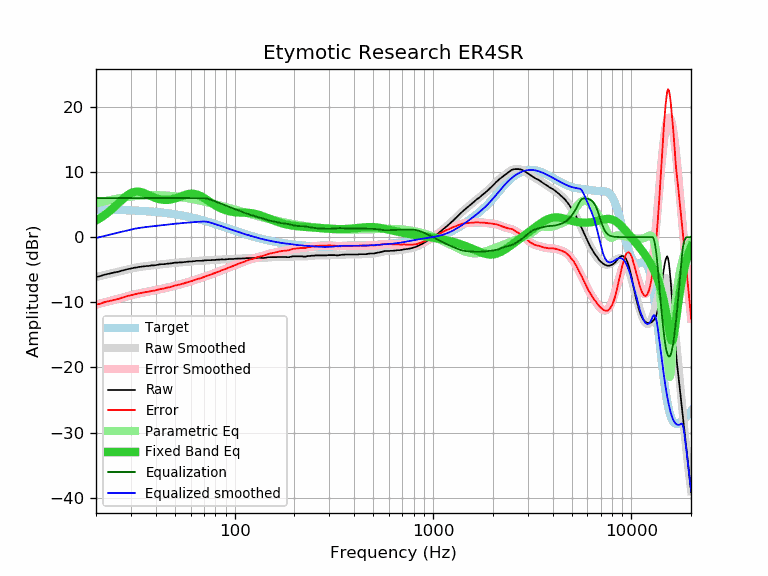 Etymotic Research ER4SR
Amplitude (dBr)
20
10
0
−10
−20
−30
−40
Target
Raw Smoothed
Error Smoothed
Raw
Error
Parametric Eq
Fixed Band Eq
Equalization
Equalized smoothed
100
1000
10000
Frequency (Hz)